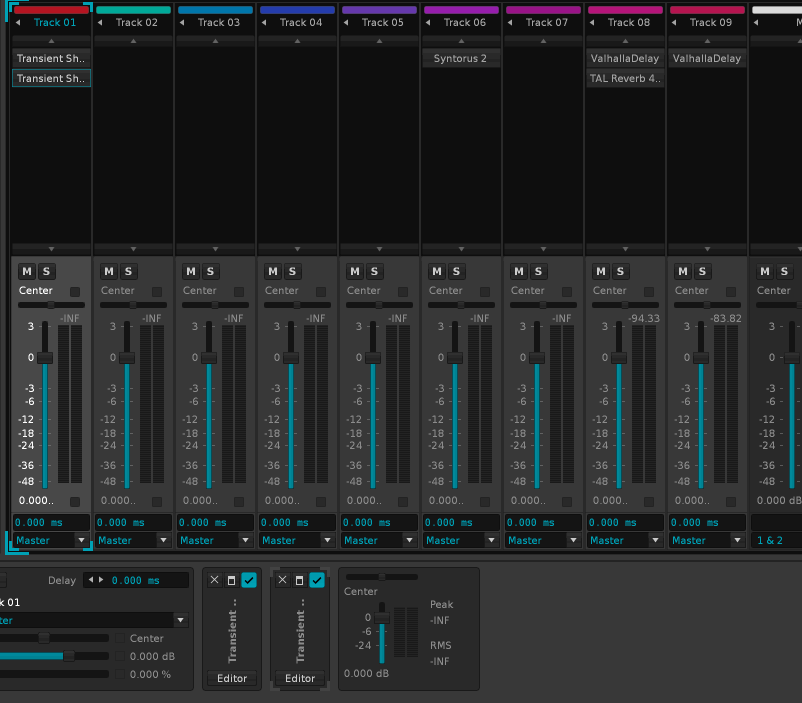 Track 01 Track 02 Track 03 Track 04 Track 05 Track 06 Track 07 Track 08 Track 09 M
Transient Sh.. Syntorus 2 ValhallaDelay ValhallaDelay
Transient Sh.. TAL Reverb 4..
M S M S M S M S M S M S M S M S M S M S
Center Center Center Center Center Center Center Center Center Center
-INF -INF -INF -INF -INF -INF -INF -94.33 -83.82
3 3 3 3 3 3 3 3 3 3
0 0 0 0 0 0 0 0 0 0
-3 -3 -3 -3 -3 -3 -3 -3 -3 -3
-6 -6 -6 -6 -6 -6 -6 -6 -6 -6
-12 -12 -12 -12 -12 -12 -12 -12 -12 -12
-18 -18 -18 -18 -18 -18 -18 -18 -18 -18
-24 -24 -24 -24 -24 -24 -24 -24 -24 -24
-36 -36 -36 -36 -36 -36 -36 -36 -36 -36
-48 -48 -48 -48 -48 -48 -48 -48 -48 -48
0.000.. 0.000.. 0.000.. 0.000.. 0.000.. 0.000.. 0.000.. 0.000.. 0.000.. 0.000 dB
0.000 ms 0.000 ms 0.000 ms 0.000 ms 0.000 ms 0.000 ms 0.000 ms 0.000 ms 0.000 ms
Master Master Master Master Master Master Master Master Master 1 & 2
Delay 0.000 ms
k 01
ter
Center
0.000 dB
0.000 %
Transient ..
Editor
Transient ..
Editor
Center
0
-6
-24
0.000 dB
Peak
-INF
RMS
-INF